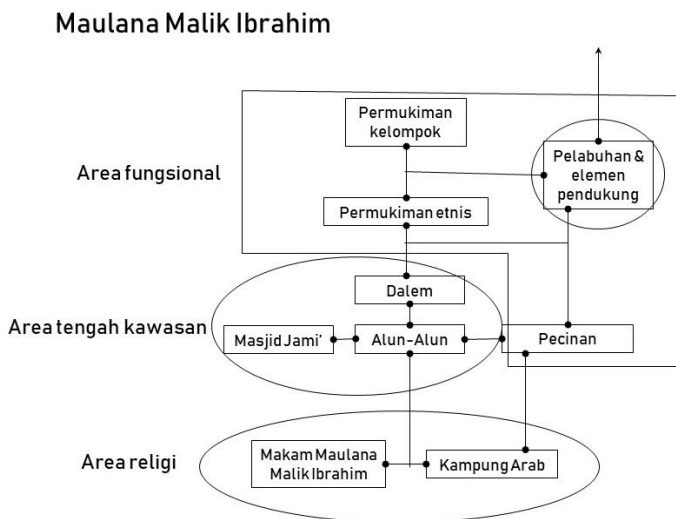 Maulana Malik Ibrahim
Permukiman
kelompok
Area fungsional
Pelabuhan &
elemen
pendukung
Permukiman etnis
Dalem
Area tengah kawasan
Masjid Jami'
Alun-Alun
Pecinan
Area religi
Makam Maulana
Malik Ibrahim
Kampung Arab